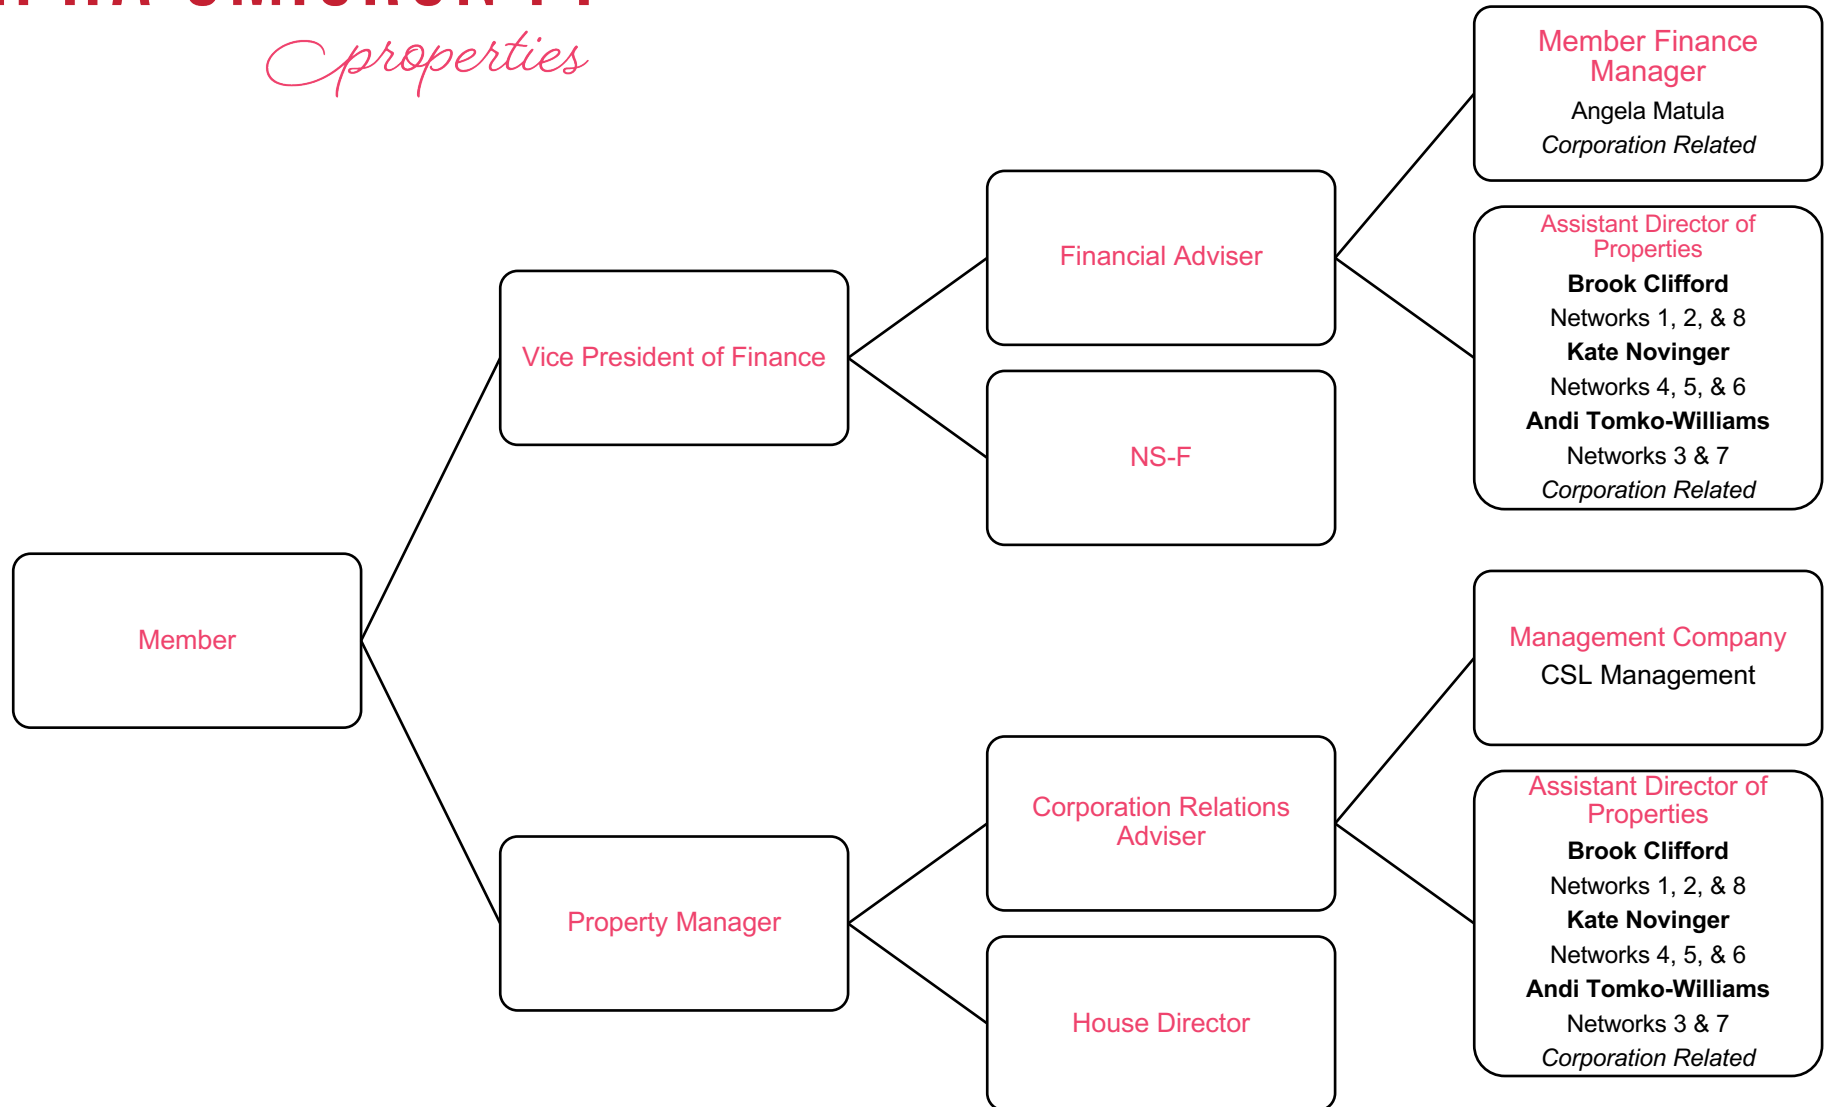 properties
Member Finance
Manager
Angela Matula
Corporation Related
Financial Adviser
Assistant Director of
Properties
Brook Clifford
Networks 1, 2, & 8
Kate Novinger
Networks 4, 5, & 6
Andi Tomko-Williams
Networks 3 & 7
Corporation Related
Vice President of Finance
NS-F
Member
Management Company
CSL Management
Corporation Relations
Adviser
Assistant Director of
Properties
Brook Clifford
Networks 1, 2, & 8
Kate Novinger
Networks 4, 5, & 6
Andi Tomko-Williams
Networks 3 & 7
Corporation Related
Property Manager
House Director